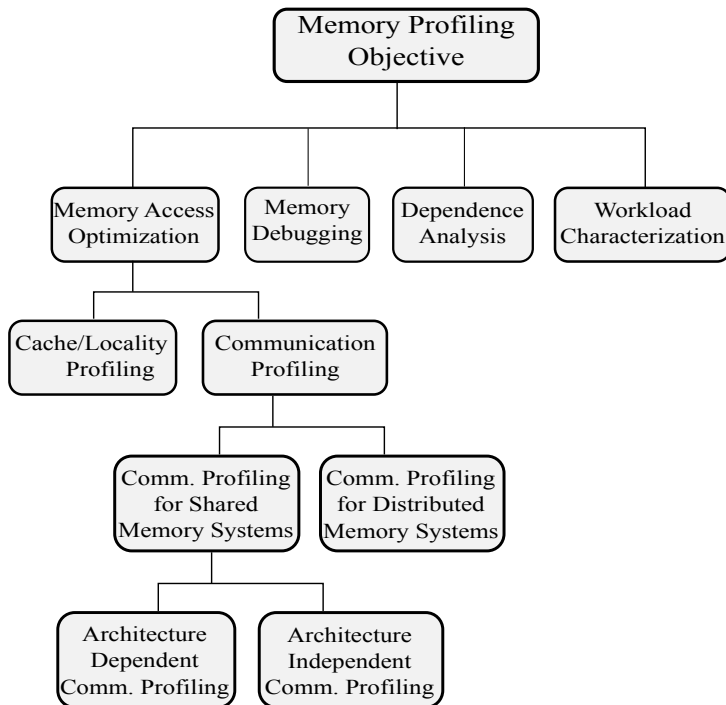 Memory Profiling
Objective
Memory Access
Optimization
Memory
Debugging
Dependence
Analysis
Workload
Characterization
Cache/Locality
Profiling
Communication
Profiling
Comm. Profiling
for Shared
Memory Systems
Comm. Profiling
for Distributed
Memory Systems
Architecture
Dependent
Comm. Profiling
Architecture
Independent
Comm. Profiling